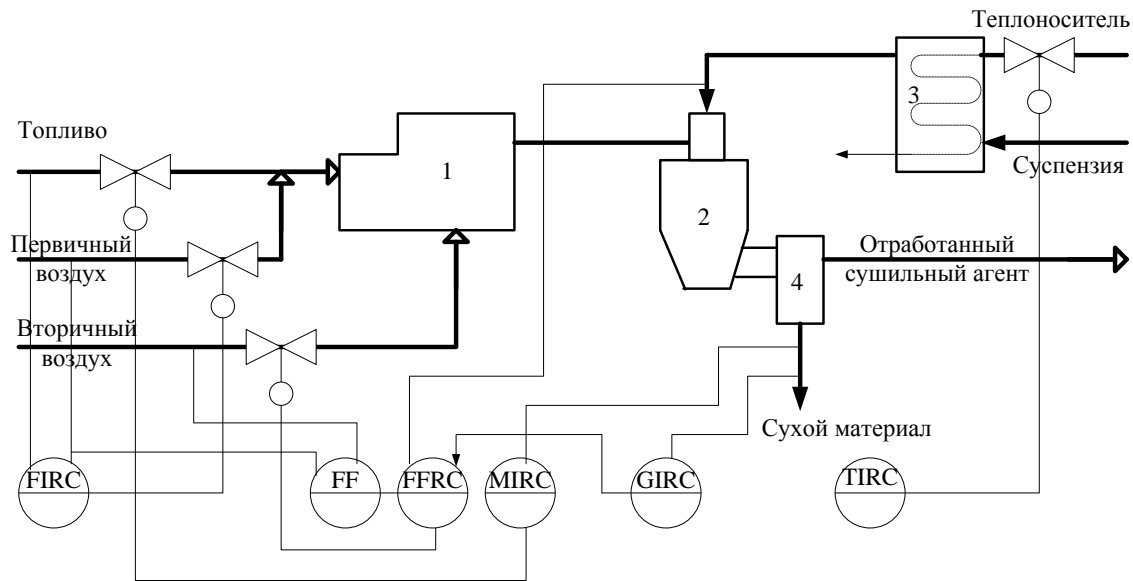 Теплоноситель
3
Топливо
1
Суспензия
2
Первичный
воздух
Отработанный
сушильный агент
4
Вторичный
воздух
Сухой материал
FIRC
FF
FFRC
MIRC
GIRC
TIRC